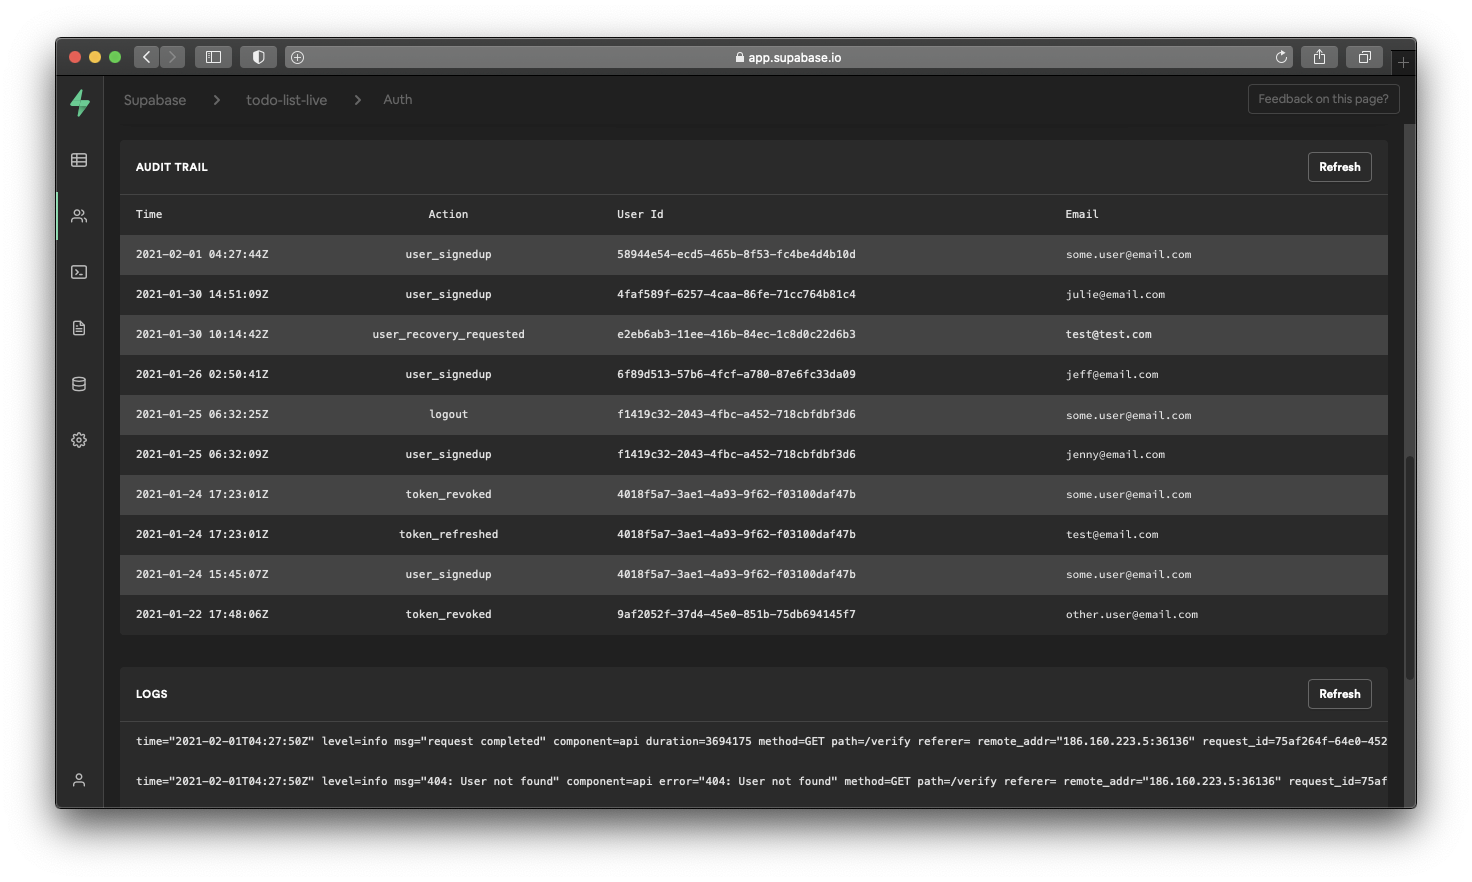 app.supabase.io
Supabase > todo-list-live > Auth
Feedback on this page?
AUDIT TRAIL
Refresh
Time Action User Id Email
2021-02-01 04:27:44Z user_signedup 58944e54-ecd5-465b-8f53-fc4be4d4b10d some.user@email.com
2021-01-30 14:51:09Z user_signedup 4faf589f-6257-4caa-86fe-71cc764b81c4 julie@email.com
2021-01-30 10:14:42Z user_recovery_requested e2eb6ab3-11ee-416b-84ec-1c8d0c22d6b3 test@test.com
2021-01-26 02:50:41Z user_signedup 6f89d513-57b6-4fcf-a780-87e6fc33da09 jeff@email.com
2021-01-25 06:32:25Z logout f1419c32-2043-4fbc-a452-718cbfdbf3d6 some.user@email.com
2021-01-25 06:32:09Z user_signedup f1419c32-2043-4fbc-a452-718cbfdbf3d6 jenny@email.com
2021-01-24 17:23:01Z token_revoked 4018f5a7-3ae1-4a93-9f62-f03100daf47b some.user@email.com
2021-01-24 17:23:01Z token_refreshed 4018f5a7-3ae1-4a93-9f62-f03100daf47b test@email.com
2021-01-24 15:45:07Z user_signedup 4018f5a7-3ae1-4a93-9f62-f03100daf47b some.user@email.com
2021-01-22 17:48:06Z token_revoked 9af2052f-37d4-45e0-851b-75db694145f7 other.user@email.com
LOGS
Refresh
time="2021-02-01T04:27:50Z" level=info msg="request completed" component=api duration=3694175 method=GET path=/verify referer= remote_addr="186.160.223.5:36136" request_id=75af264f-64e0-452
time="2021-02-01T04:27:50Z" level=info msg="404: User not found" component=api error="404: User not found" method=GET path=/verify referer= remote_addr="186.160.223.5:36136" request_id=75af